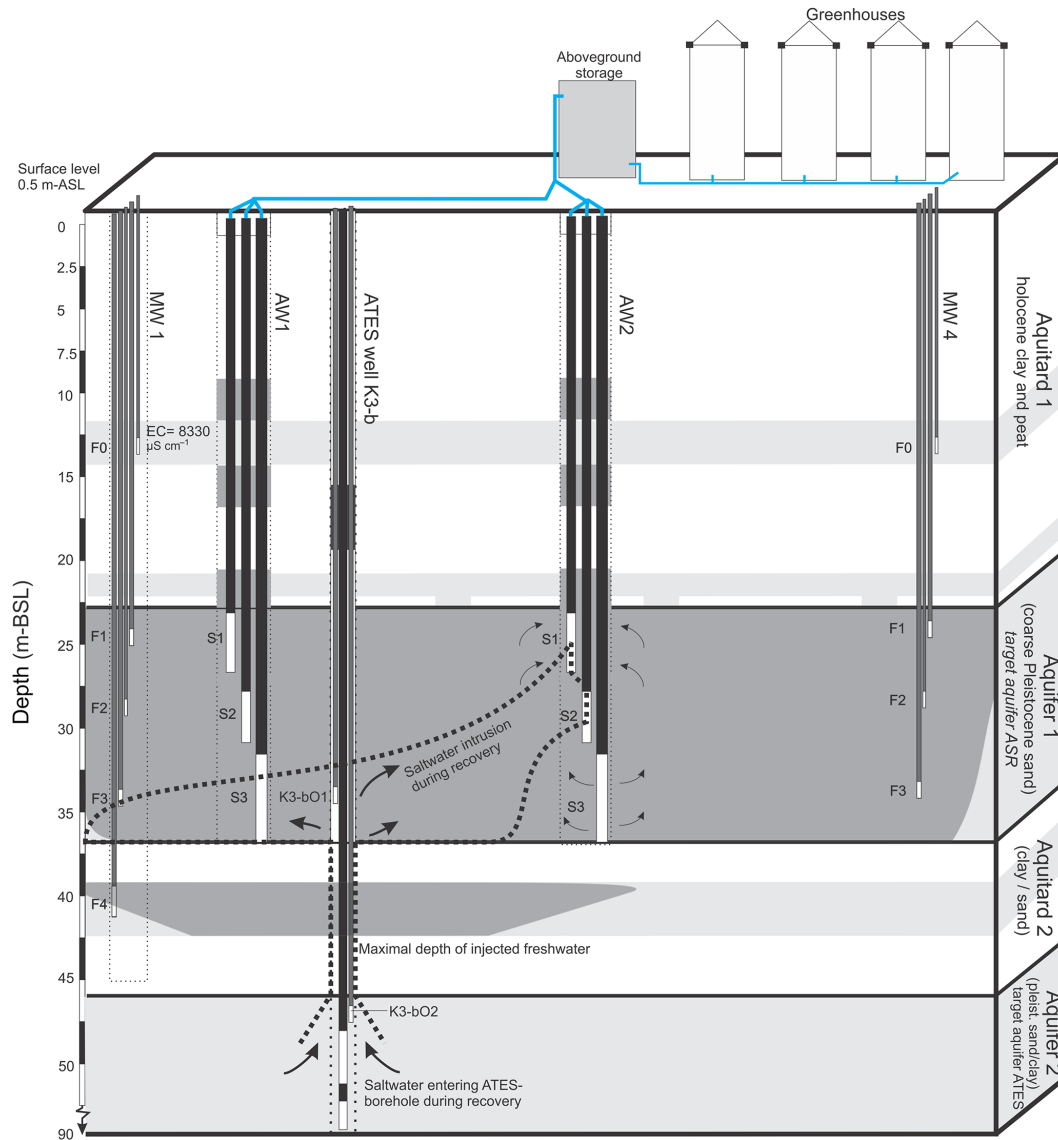 Greenhouses
Aboveground
storage
Surface level
0.5 m-ASL
Depth (m-BSL)
0
2.5
5
7.5
10
15
20
25
30
35
40
45
50
90
MW 1
AW1
ATES well K3-b
AW2
MW 4
EC= 8330
µS cm⁻¹
F0
F1
F2
F3
F4
S1
S2
S3
K3-bO1
Saltwater intrusion
during recovery
S1
S2
S3
F0
F1
F2
F3
Maximal depth of injected freshwater
K3-bO2
Saltwater entering ATES-
borehole during recovery
Aquitard 1
holocene clay and peat
Aquifer 1
(coarse Pleistocene sand)
target aquifer ASR
Aquitard 2
(clay / sand)
Aquifer 2
(pleist. sand/clay)
target aquifer ATES